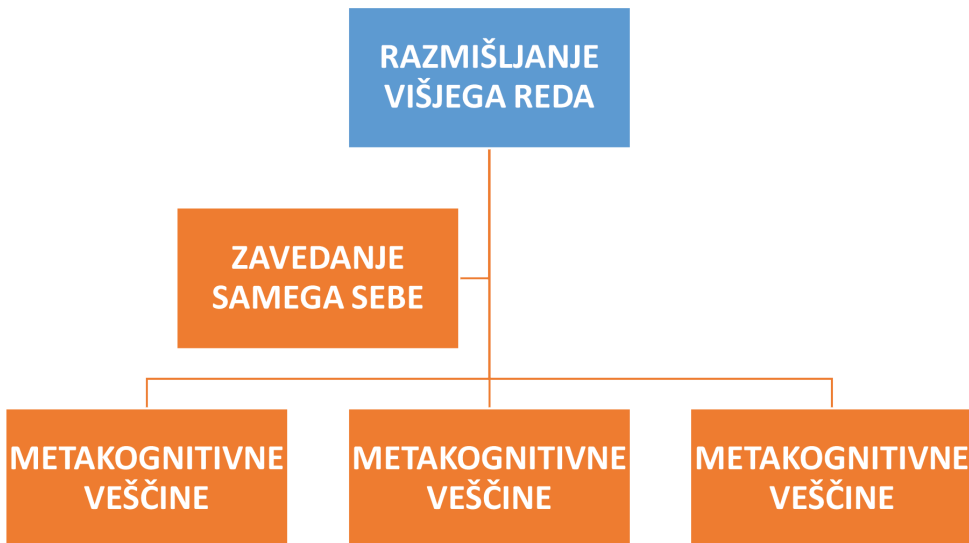 RAZMIŠLJANJE
VIŠJEGA REDA
ZAVEDANJE
SAMEGA SEBE
METAKOGNITIVNE
VEŠČINE
METAKOGNITIVNE
VEŠČINE
METAKOGNITIVNE
VEŠČINE